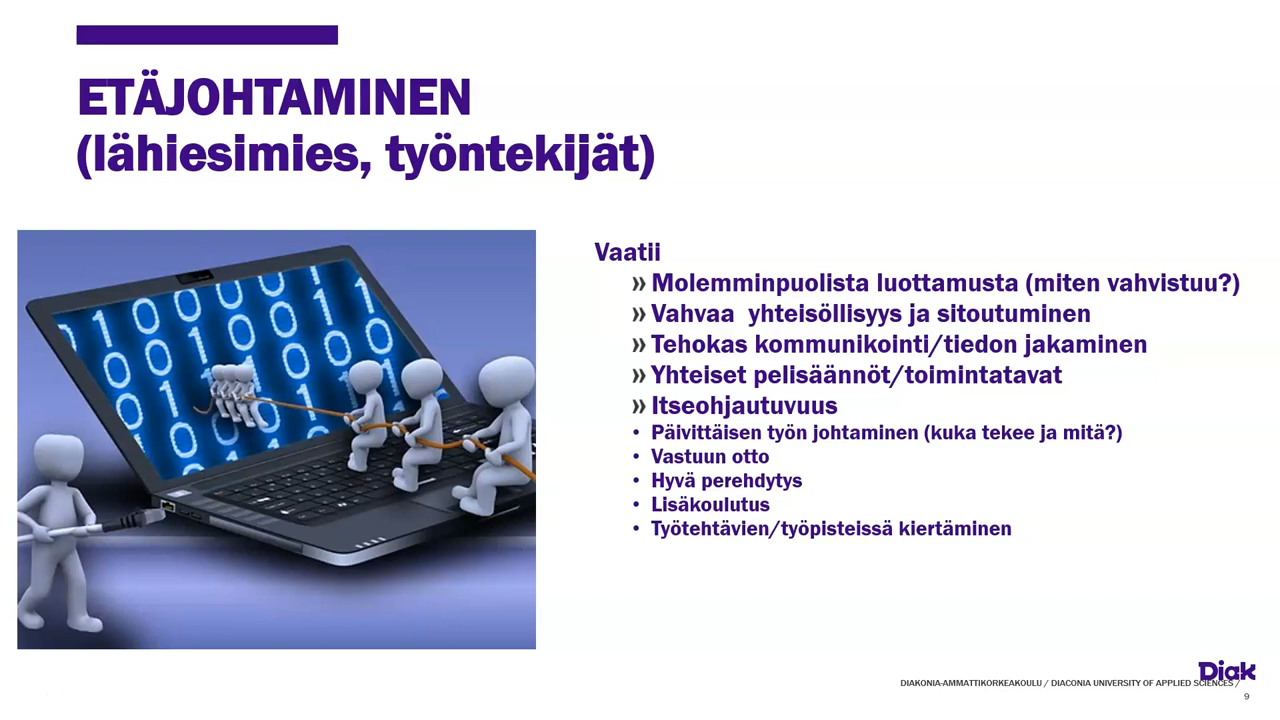 ETÄJOHTAMINEN
(lähiesimies, työntekijät)
Vaatii
» Molemminpuolista luottamusta (miten vahvistuu?)
» Vahvaa yhteisöllisyys ja sitoutuminen
» Tehokas kommunikointi/tiedon jakaminen
» Yhteiset pelisäännöt/toimintatavat
» Itseohjautuvuus
• Päivittäisen työn johtaminen (kuka tekee ja mitä?)
• Vastuun otto
• Hyvä perehdytys
• Lisäkoulutus
• Työtehtävien/työpisteissä kiertäminen
Diak
DIAKONIA-AMMATTIKORKEAKOULU / DIACONIA UNIVERSITY OF APPLIED SCIENCES /
9